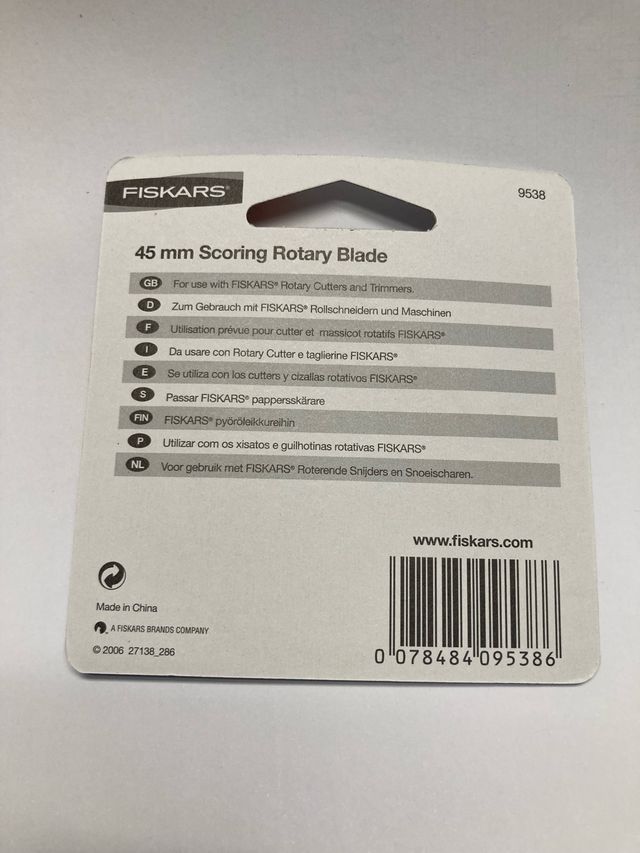 FISKARS®
9538
45 mm Scoring Rotary Blade
GB For use with FISKARS® Rotary Cutters and Trimmers.
D Zum Gebrauch mit FISKARS® Rollschneidern und Maschinen
F Utilisation prévue pour cutter et massicot rotatifs FISKARS®
I Da usare con Rotary Cutter e taglierine FISKARS®
E Se utiliza con los cutters y cizallas rotativos FISKARS®
S Passar FISKARS® pappersskärare
FIN FISKARS® pyöröleikkureihin
P Utilizar com os xisatos e guilhotinas rotativas FISKARS®
NL Voor gebruik met FISKARS® Roterende Snijders en Snoeischaren.
www.fiskars.com
Made in China
A FISKARS BRANDS COMPANY
© 2006 27138_286
0 078484 095386